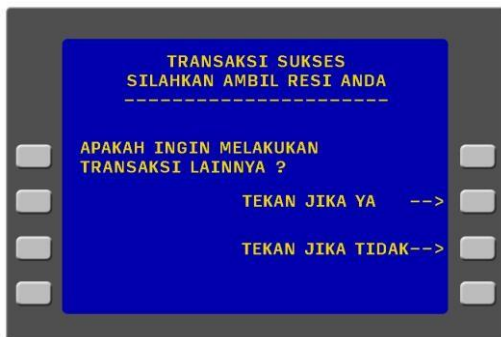 TRANSAKSI SUKSES
SILAHKAN AMBIL RESI ANDA
----------------------
APAKAH INGIN MELAKUKAN
TRANSAKSI LAINNYA ?
TEKAN JIKA YA -->
TEKAN JIKA TIDAK-->